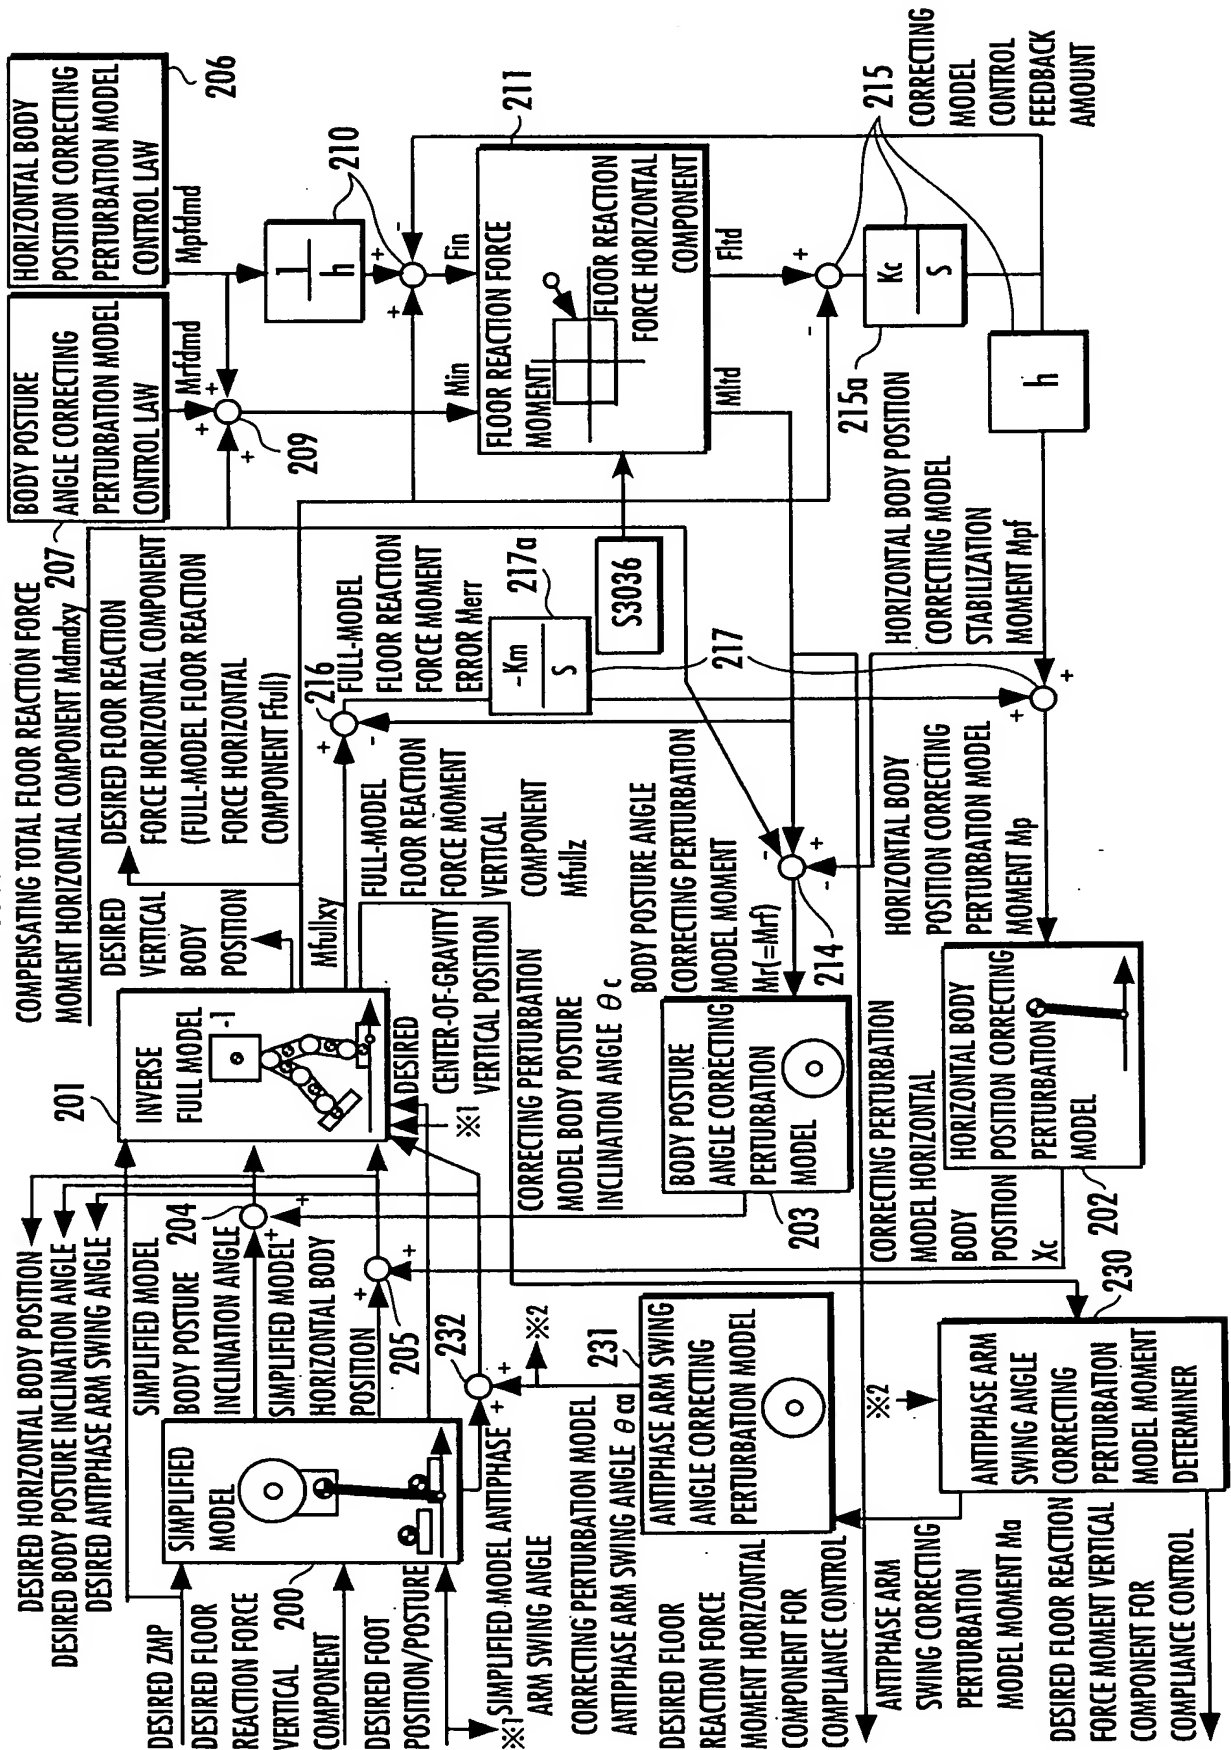 COMPENSATING TOTAL FLOOR REACTION FORCE
MOMENT HORIZONTAL COMPONENT Mdmdxy
207
BODY POSTURE
ANGLE CORRECTING
PERTURBATION MODEL
CONTROL LAW
HORIZONTAL BODY
POSITION CORRECTING
PERTURBATION MODEL
CONTROL LAW
206
Mrfdmd
Mpfdmd
DESIRED HORIZONTAL BODY POSITION
DESIRED BODY POSTURE INCLINATION ANGLE
DESIRED ANTIPHASE ARM SWING ANGLE
201
INVERSE
FULL MODEL
-1
DESIRED
VERTICAL
BODY
POSITION
DESIRED FLOOR REACTION
FORCE HORIZONTAL COMPONENT
(FULL-MODEL FLOOR REACTION
FORCE HORIZONTAL
COMPONENT Ffull)
+
+
+
209
1
h
210
+
+
-
SIMPLIFIED MODEL
BODY POSTURE
INCLINATION ANGLE
204
+
+
SIMPLIFIED MODEL
HORIZONTAL BODY
POSITION
205
+
+
Mfullxy
216
+
-
FULL-MODEL
FLOOR REACTION
FORCE MOMENT
ERROR Merr
217a
-Km
S
Min
Fin
FLOOR REACTION FORCE
MOMENT
FLOOR REACTION
FORCE HORIZONTAL
COMPONENT
211
S3036
DESIRED ZMP
DESIRED FLOOR
REACTION FORCE
VERTICAL
COMPONENT
200
DESIRED FOOT
POSITION/POSTURE
SIMPLIFIED
MODEL
※1
SIMPLIFIED MODEL ANTIPHASE
ARM SWING ANGLE
232
+
+
※2
※1
DESIRED
CENTER-OF-GRAVITY
VERTICAL POSITION
FULL-MODEL
FLOOR REACTION
FORCE MOMENT
VERTICAL
COMPONENT
Mfullz
217
Mltd
Fltd
CORRECTING PERTURBATION MODEL
ANTIPHASE ARM SWING ANGLE θca
231
ANTIPHASE ARM SWING
ANGLE CORRECTING
PERTURBATION MODEL
CORRECTING PERTURBATION
MODEL BODY POSTURE
INCLINATION ANGLE θc
203
BODY POSTURE
ANGLE CORRECTING
PERTURBATION
MODEL
BODY POSTURE ANGLE
CORRECTING PERTURBATION
MODEL MOMENT
Mr(=Mrf)
214
-
+
-
+
-
215a
Kc
S
215
CORRECTING
MODEL
CONTROL
FEEDBACK
AMOUNT
h
HORIZONTAL BODY POSITION
CORRECTING MODEL
STABILIZATION
MOMENT Mpf
DESIRED FLOOR
REACTION FORCE
MOMENT HORIZONTAL
COMPONENT FOR
COMPLIANCE CONTROL
CORRECTING PERTURBATION
MODEL HORIZONTAL
BODY
POSITION
Xc
202
HORIZONTAL BODY
POSITION CORRECTING
PERTURBATION
MODEL
HORIZONTAL BODY
POSITION CORRECTING
PERTURBATION MODEL
MOMENT Mp
+
+
ANTIPHASE ARM
SWING CORRECTING
PERTURBATION
MODEL MOMENT Ma
※2
230
ANTIPHASE ARM
SWING ANGLE
CORRECTING
PERTURBATION
MODEL MOMENT
DETERMINER
DESIRED FLOOR REACTION
FORCE MOMENT VERTICAL
COMPONENT FOR
COMPLIANCE CONTROL